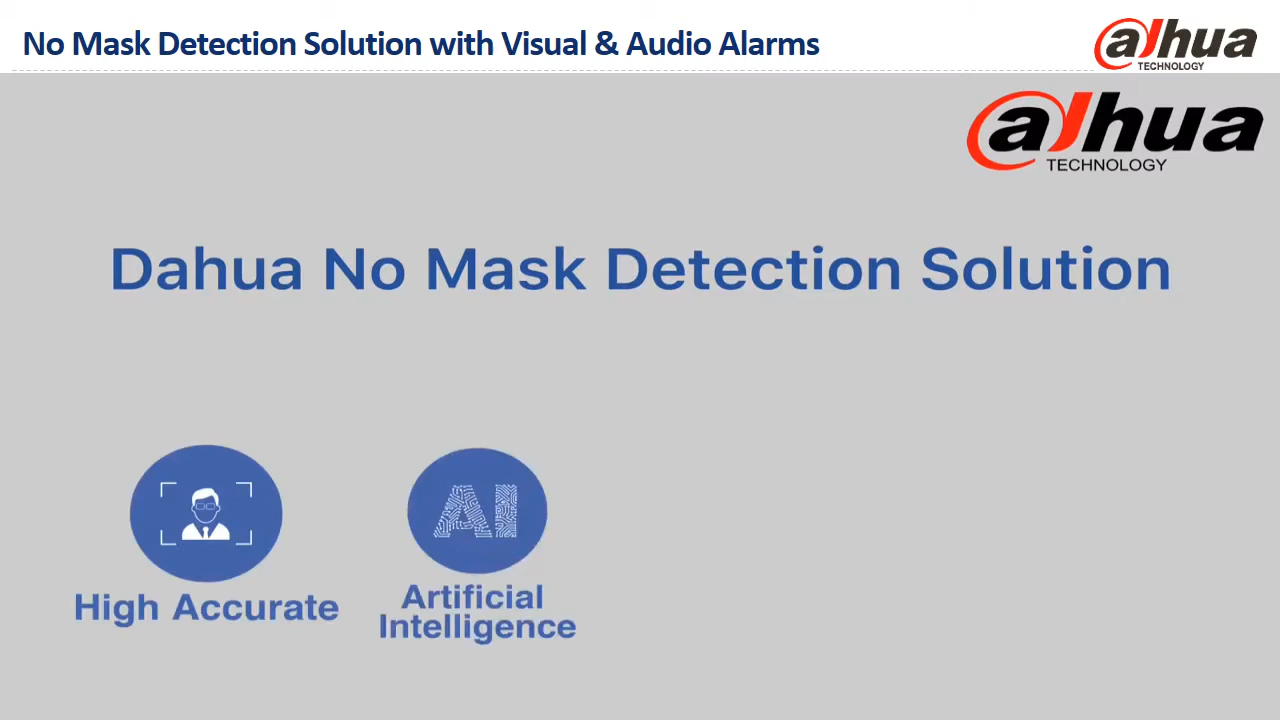 No Mask Detection Solution with Visual & Audio Alarms
alhua
TECHNOLOGY
alhua
TECHNOLOGY
Dahua No Mask Detection Solution
AI
High Accurate
Artificial
Intelligence